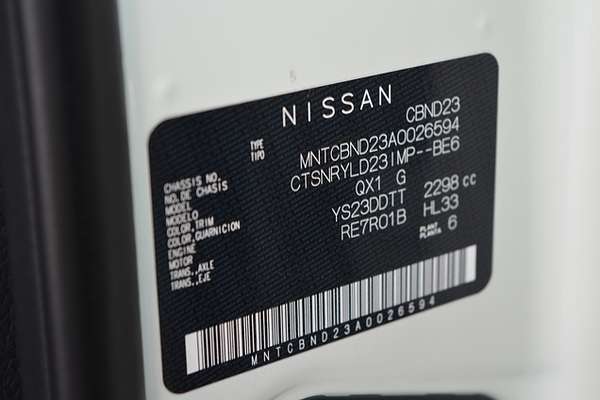 NISSAN
TYPE CBND23
TIPO
CHASSIS NO. MNTCBND23A0026594
NO. DE CHASIS
MODEL CTSNRYLD23IMP--BE6
MODELO
COLOR,TRIM QX1 G
COLOR,GUARNICION
ENGINE YS23DDTT 2298 cc
MOTOR
TRANS.,AXLE RE7R01B HL33
TRANS.,EJE
PLANT 6
PLANTA
MNTCBND23A0026594